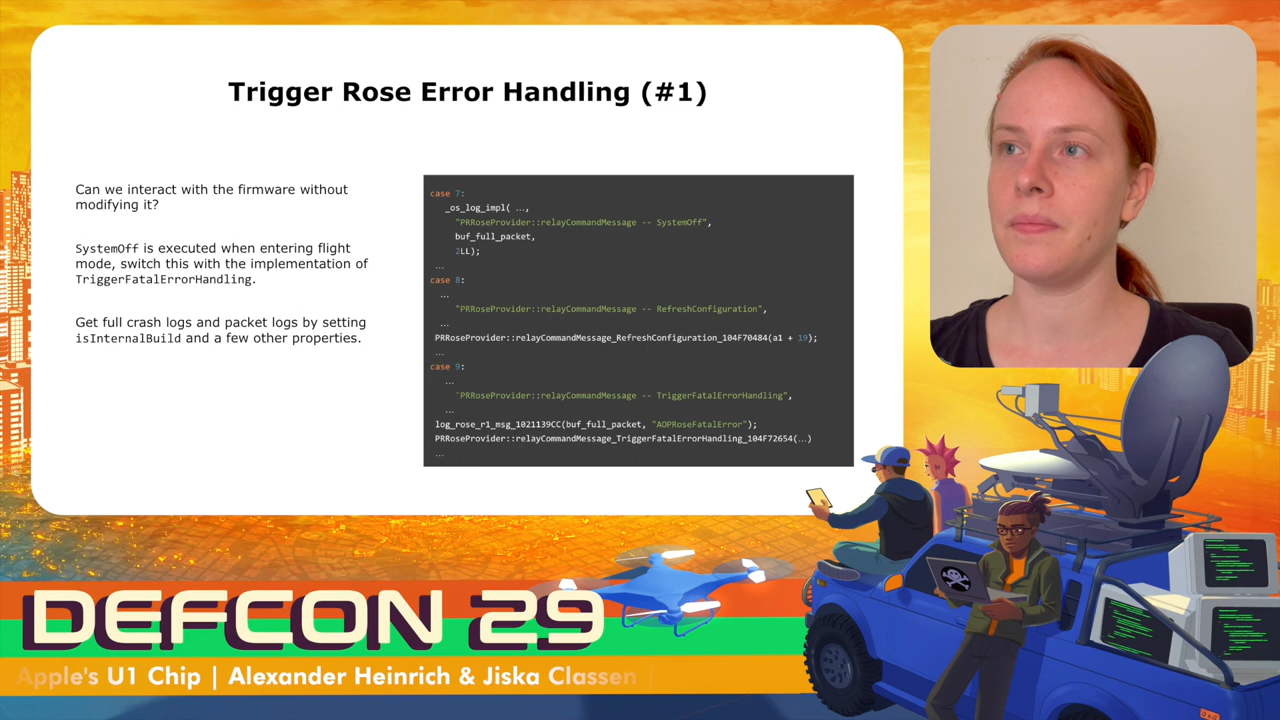 Trigger Rose Error Handling (#1)
Can we interact with the firmware without
modifying it?
SystemOff is executed when entering flight
mode, switch this with the implementation of
TriggerFatalErrorHandling.
Get full crash logs and packet logs by setting
isInternalBuild and a few other properties.
case 7:
_os_log_impl( …,
"PRRoseProvider::relayCommandMessage -- SystemOff",
buf_full_packet,
2LL);
…
case 8:
…
"PRRoseProvider::relayCommandMessage -- RefreshConfiguration",
…
PRRoseProvider::relayCommandMessage_RefreshConfiguration_104F70484(a1 + 19);
…
case 9:
…
"PRRoseProvider::relayCommandMessage -- TriggerFatalErrorHandling",
…
log_rose_r1_msg_1021139CC(buf_full_packet, "AOPRoseFatalError");
PRRoseProvider::relayCommandMessage_TriggerFatalErrorHandling_104F72654(…)
…
DEFCON 29
Apple's U1 Chip | Alexander Heinrich & Jiska Classen |